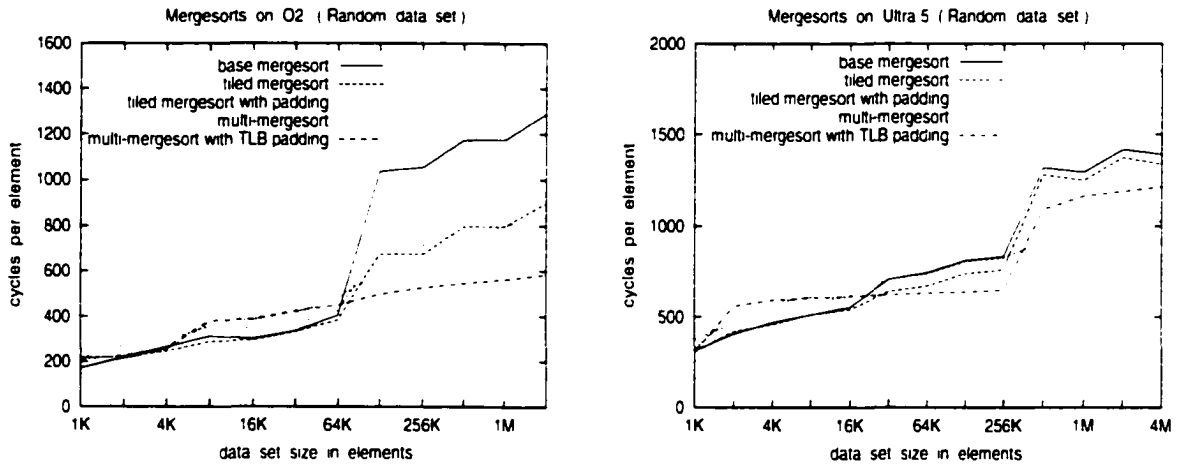 Mergesorts on O2 (Random data set)
1600
1400
1200
1000
800
600
400
200
0
cycles per element
base mergesort
tiled mergesort
tiled mergesort with padding
multi-mergesort
multi-mergesort with TLB padding
1K
4K
16K
64K
256K
1M
data set size in elements
Mergesorts on Ultra 5 (Random data set)
2000
1500
1000
500
0
cycles per element
base mergesort
tiled mergesort
tiled mergesort with padding
multi-mergesort
multi-mergesort with TLB padding
1K
4K
16K
64K
256K
1M
4M
data set size in elements